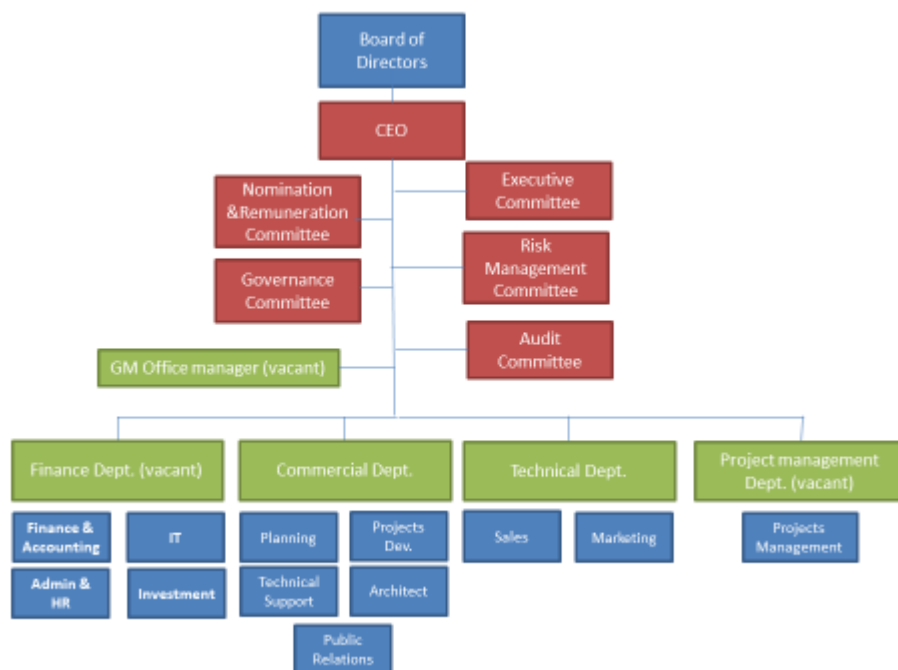 Board of
Directors
CEO
Nomination
&Remuneration
Committee
Executive
Committee
Governance
Committee
Risk
Management
Committee
Audit
Committee
GM Office manager (vacant)
Finance Dept. (vacant)
Commercial Dept.
Technical Dept.
Project management
Dept. (vacant)
Finance &
Accounting
IT
Planning
Projects
Dev.
Sales
Marketing
Projects
Management
Admin &
HR
Investment
Technical
Support
Architect
Public
Relations